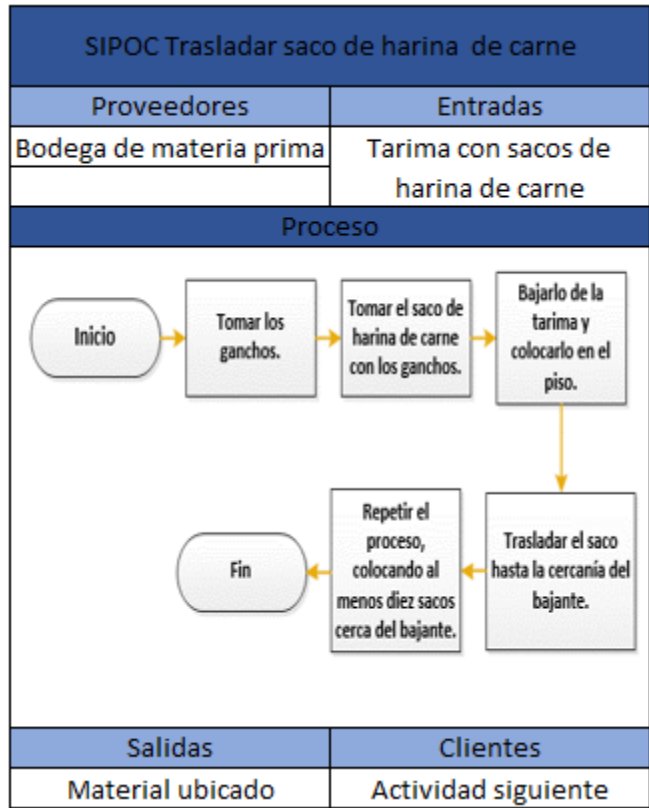 SIPOC Trasladar saco de harina de carne
Proveedores
Entradas
Bodega de materia prima
Tarima con sacos de
harina de carne
Proceso
Inicio
Tomar los
ganchos.
Tomar el saco de
harina de carne
con los ganchos.
Bajarlo de la
tarima y
colocarlo en el
piso.
Trasladar el saco
hasta la cercanía del
bajante.
Repetir el
proceso,
colocando al
menos diez sacos
cerca del bajante.
Fin
Salidas
Clientes
Material ubicado
Actividad siguiente